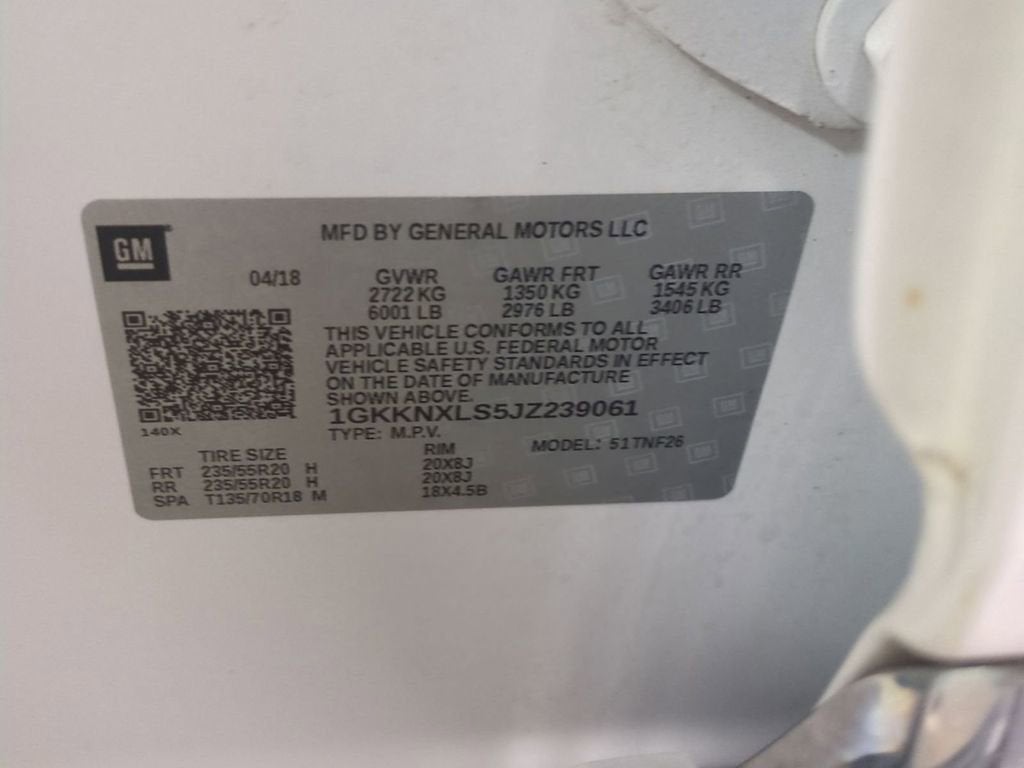 GM
MFD BY GENERAL MOTORS LLC
04/18 GVWR GAWR FRT GAWR RR
2722 KG 1350 KG 1545 KG
6001 LB 2976 LB 3406 LB
THIS VEHICLE CONFORMS TO ALL
APPLICABLE U.S. FEDERAL MOTOR
VEHICLE SAFETY STANDARDS IN EFFECT
ON THE DATE OF MANUFACTURE
SHOWN ABOVE.
1GKKNXLS5JZ239061
140X
TYPE: M.P.V. MODEL: 51TNF26
TIRE SIZE RIM
FRT 235/55R20 H 20X8J
RR 235/55R20 H 20X8J
SPA T135/70R18 M 18X4.5B